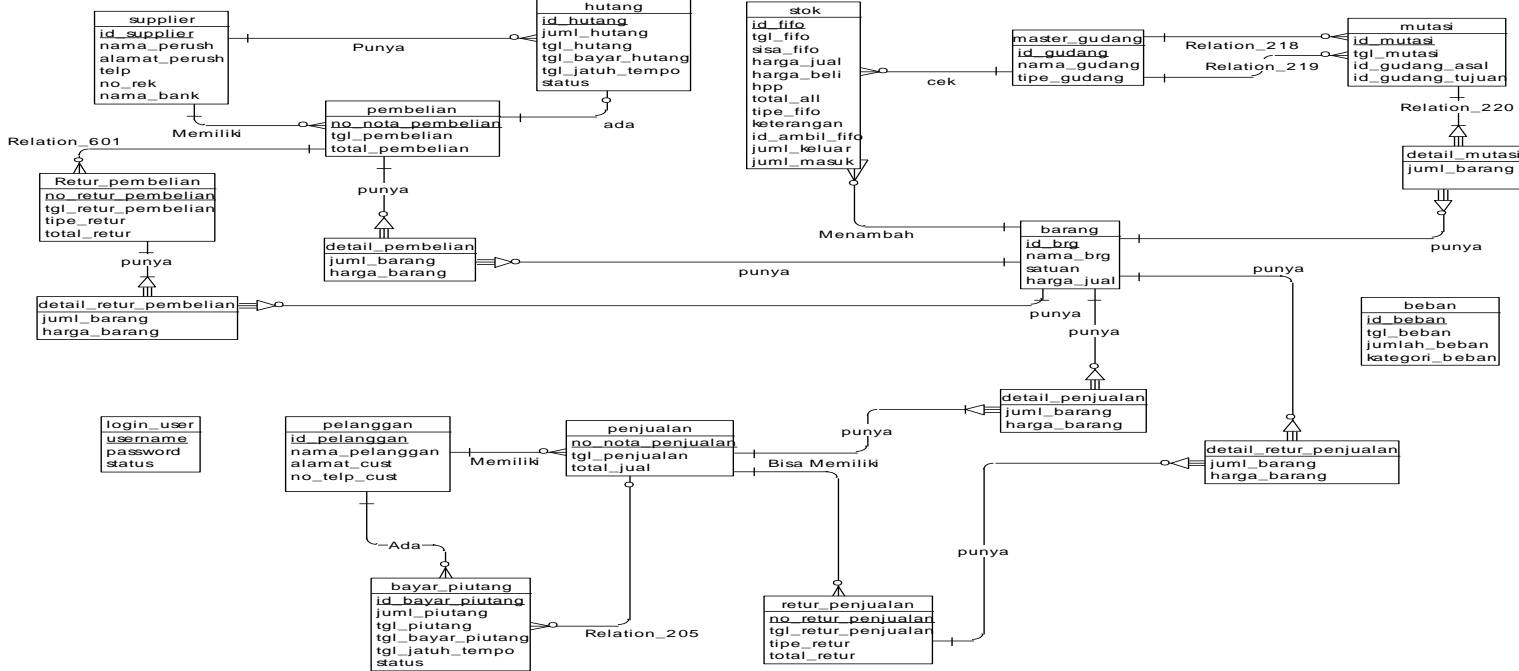 supplier
id_supplier
nama_perush
alamat_perush
telp
no_rek
nama_bank
Punya
hutang
id_hutang
juml_hutang
tgl_hutang
tgl_bayar_hutang
tgl_jatuh_tempo
status
Memiliki
pembelian
no_nota_pembelian
tgl_pembelian
total_pembelian
ada
Relation_601
Retur_pembelian
no_retur_pembelian
tgl_retur_pembelian
tipe_retur
total_retur
punya
detail_retur_pembelian
juml_barang
harga_barang
punya
detail_pembelian
juml_barang
harga_barang
punya
stok
id_fifo
tgl_fifo
sisa_fifo
harga_jual
harga_beli
hpp
total_all
tipe_fifo
keterangan
id_ambil_fifo
juml_keluar
juml_masuk
cek
master_gudang
id_gudang
nama_gudang
tipe_gudang
Relation_218
Relation_219
mutasi
id_mutasi
tgl_mutasi
id_gudang_asal
id_gudang_tujuan
Relation_220
detail_mutasi
juml_barang
punya
Menambah
barang
id_brg
nama_brg
satuan
harga_jual
punya
punya
punya
beban
id_beban
tgl_beban
jumlah_beban
kategori_beban
login_user
username
password
status
pelanggan
id_pelanggan
nama_pelanggan
alamat_cust
no_telp_cust
Memiliki
penjualan
no_nota_penjualan
tgl_penjualan
total_jual
punya
Bisa Memiliki
detail_penjualan
juml_barang
harga_barang
detail_retur_penjualan
juml_barang
harga_barang
Ada
bayar_piutang
id_bayar_piutang
juml_piutang
tgl_piutang
tgl_bayar_piutang
tgl_jatuh_tempo
status
Relation_205
retur_penjualan
no_retur_penjualan
tgl_retur_penjualan
tipe_retur
total_retur
punya